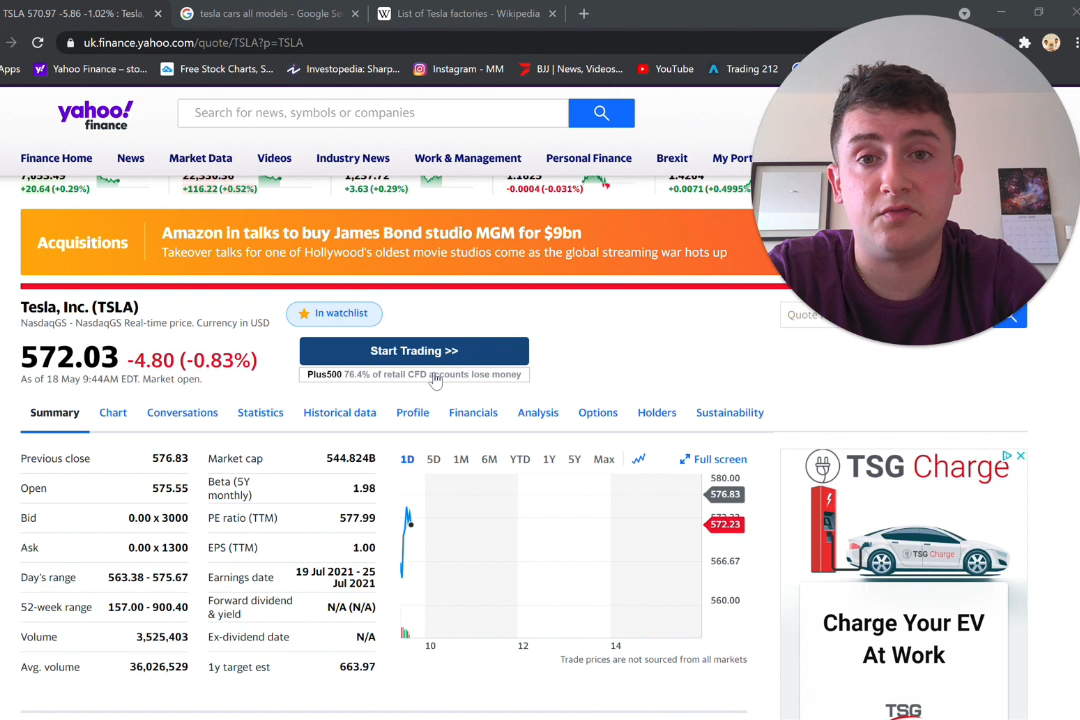 TSLA 570.97 -5.86 -1.02% : Tesla,
tesla cars all models - Google Se
List of Tesla factories - Wikipedia
uk.finance.yahoo.com/quote/TSLA?p=TSLA
Apps
Yahoo Finance – sto...
Free Stock Charts, S...
Investopedia: Sharp...
Instagram - MM
BJJ | News, Videos...
YouTube
Trading 212
yahoo!
finance
Search for news, symbols or companies
Finance Home News Market Data Videos Industry News Work & Management Personal Finance Brexit My Port
+20.64 (+0.29%) +116.22 (+0.52%) +3.63 (+0.29%) -0.0004 (-0.031%) +0.0071 (+0.4995%)
Acquisitions
Amazon in talks to buy James Bond studio MGM for $9bn
Takeover talks for one of Hollywood's oldest movie studios come as the global streaming war hots up
Tesla, Inc. (TSLA)
NasdaqGS - NasdaqGS Real-time price. Currency in USD
In watchlist
Quote
572.03 -4.80 (-0.83%)
As of 18 May 9:44AM EDT. Market open.
Start Trading >>
Plus500 76.4% of retail CFD accounts lose money
Summary Chart Conversations Statistics Historical data Profile Financials Analysis Options Holders Sustainability
Previous close 576.83
Open 575.55
Bid 0.00 x 3000
Ask 0.00 x 1300
Day's range 563.38 - 575.67
52-week range 157.00 - 900.40
Volume 3,525,403
Avg. volume 36,026,529
Market cap 544.824B
Beta (5Y
monthly) 1.98
PE ratio (TTM) 577.99
EPS (TTM) 1.00
Earnings date 19 Jul 2021 - 25
Jul 2021
Forward dividend
& yield N/A (N/A)
Ex-dividend date N/A
1y target est 663.97
1D 5D 1M 6M YTD 1Y 5Y Max
Full screen
580.00
576.83
572.23
566.67
560.00
10 12 14
Trade prices are not sourced from all markets
TSG Charge
TSG Charge
Charge Your EV
At Work
TSG